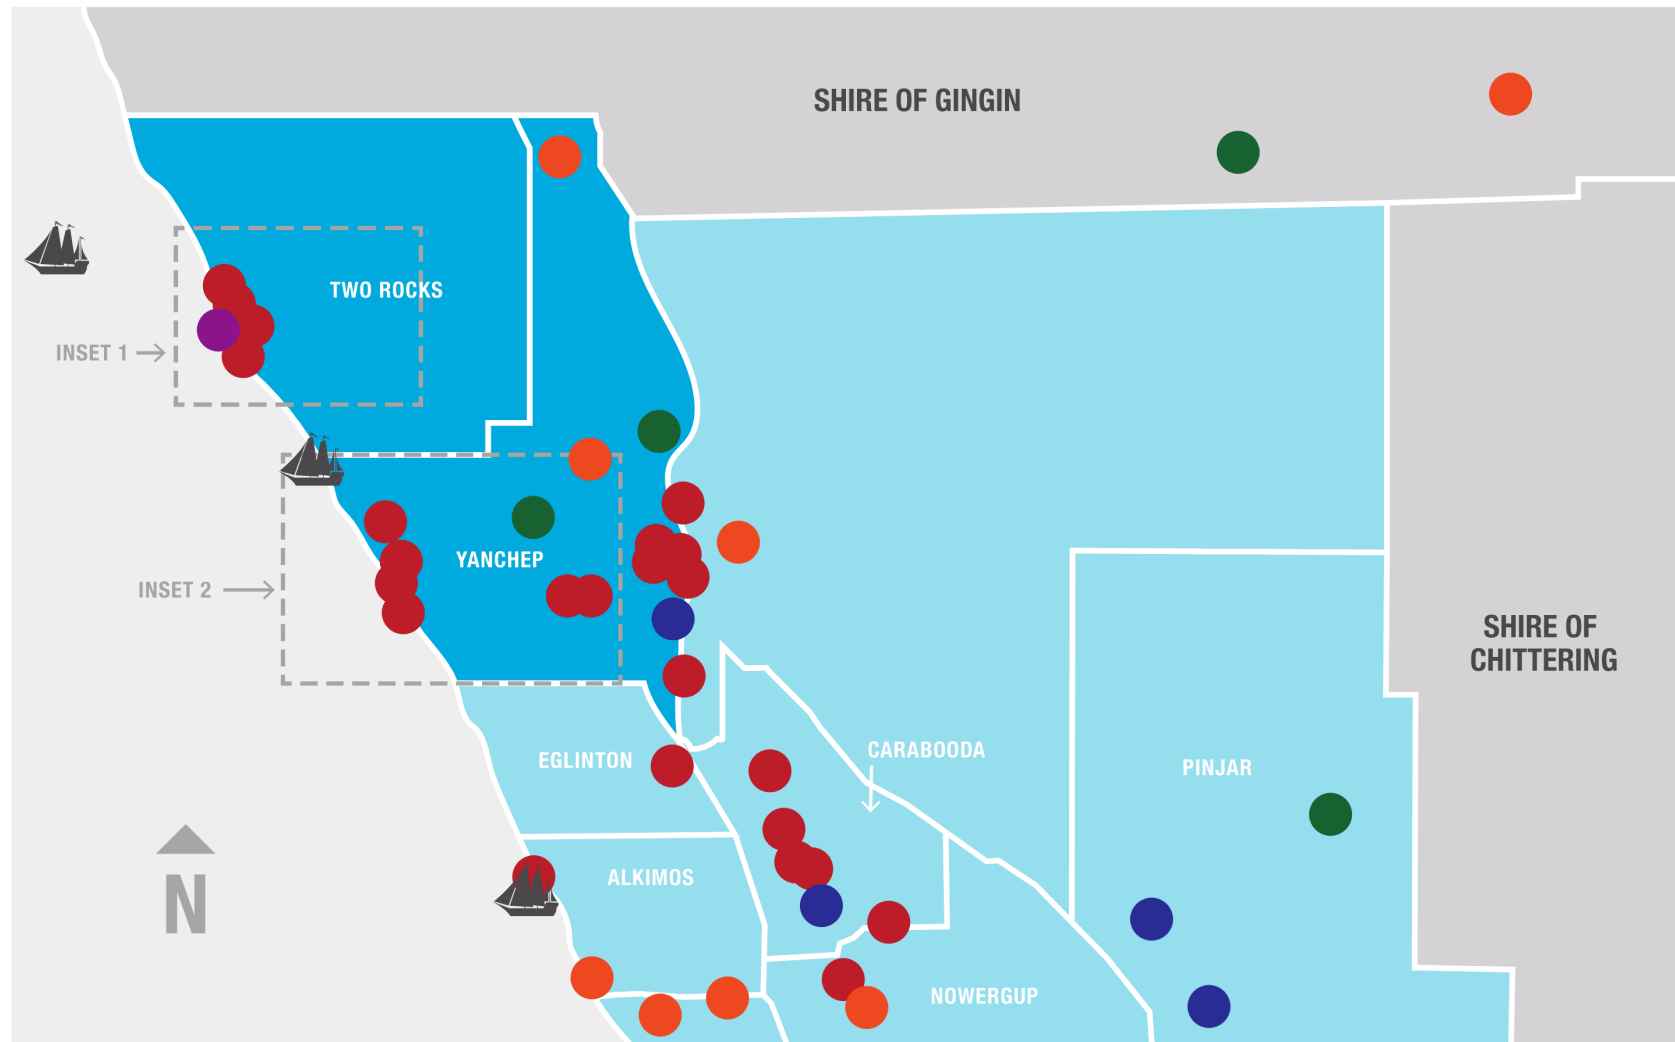 SHIRE OF GINGIN
TWO ROCKS
INSET 1
YANCHEP
INSET 2
SHIRE OF
CHITTERING
CARABOODA
EGLINTON
PINJAR
ALKIMOS
N
NOWERGUP